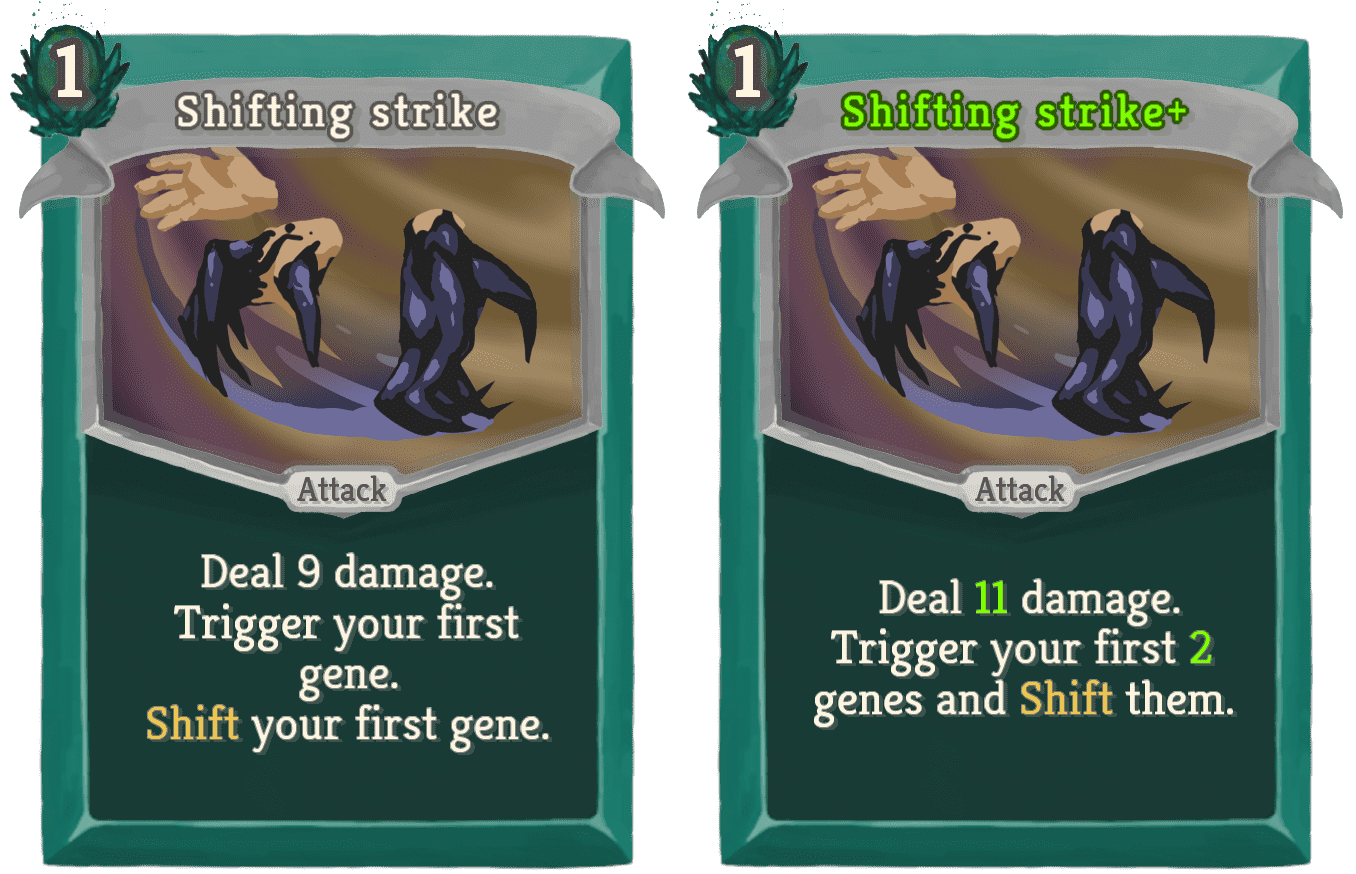 1
Shifting strike
Attack
Deal 9 damage.
Trigger your first
gene.
Shift your first gene.
1
Shifting strike+
Attack
Deal 11 damage.
Trigger your first 2
genes and Shift them.